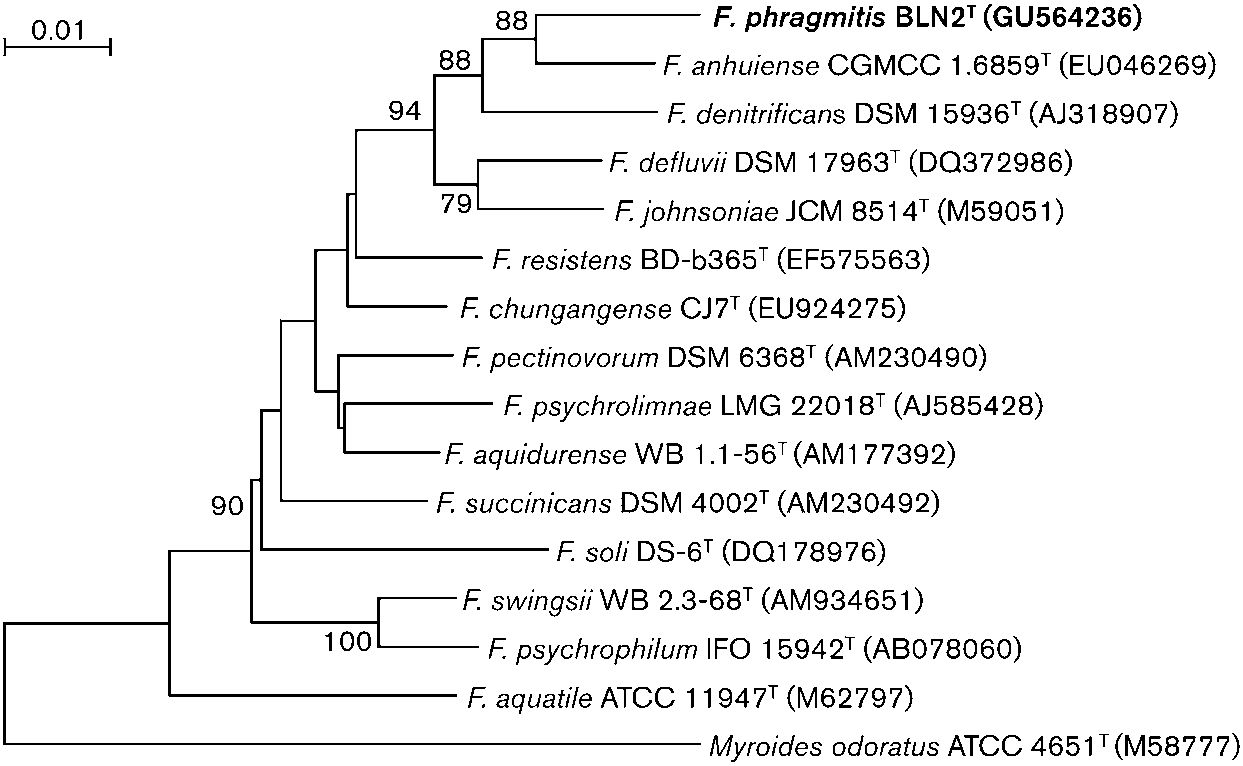 0.01
88
F. phragmitis BLN2ᵀ (GU564236)
88
F. anhuiense CGMCC 1.6859ᵀ (EU046269)
94
F. denitrificans DSM 15936ᵀ (AJ318907)
F. defluvii DSM 17963ᵀ (DQ372986)
79
F. johnsoniae JCM 8514ᵀ (M59051)
F. resistens BD-b365ᵀ (EF575563)
F. chungangense CJ7ᵀ (EU924275)
F. pectinovorum DSM 6368ᵀ (AM230490)
F. psychrolimnae LMG 22018ᵀ (AJ585428)
F. aquidurense WB 1.1-56ᵀ (AM177392)
90
F. succinicans DSM 4002ᵀ (AM230492)
F. soli DS-6ᵀ (DQ178976)
F. swingsii WB 2.3-68ᵀ (AM934651)
100
F. psychrophilum IFO 15942ᵀ (AB078060)
F. aquatile ATCC 11947ᵀ (M62797)
Myroides odoratus ATCC 4651ᵀ (M58777)